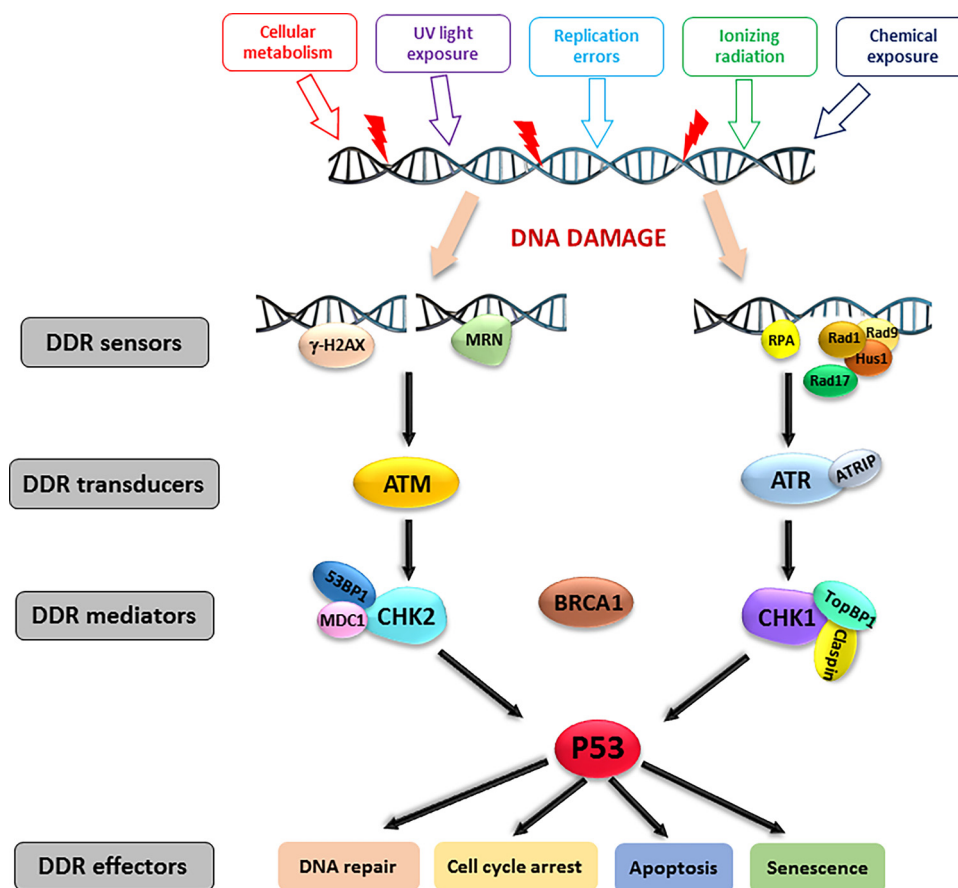 Cellular
metabolism
UV light
exposure
Replication
errors
Ionizing
radiation
Chemical
exposure
DNA DAMAGE
DDR sensors
γ-H2AX
MRN
RPA
Rad1
Rad9
Hus1
Rad17
DDR transducers
ATM
ATR
ATRIP
DDR mediators
53BP1
MDC1
CHK2
BRCA1
CHK1
TopBP1
Claspin
P53
DDR effectors
DNA repair
Cell cycle arrest
Apoptosis
Senescence